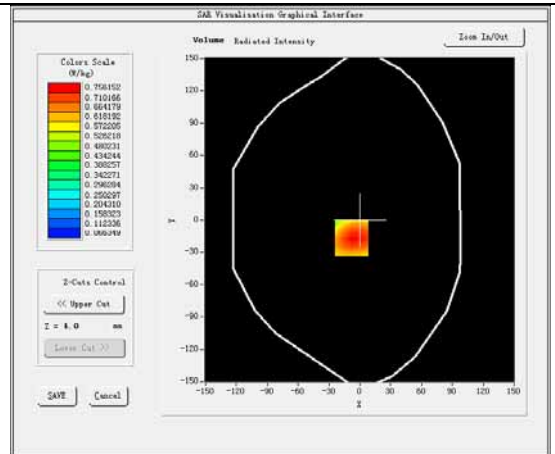 SAR Visualisation Graphical Interface
Volume Radiated Intensity
Zoom In/Out
Colors Scale
(W/kg)
0.756152
0.710166
0.664179
0.618192
0.572205
0.526218
0.480231
0.434244
0.388257
0.342271
0.296284
0.250297
0.204310
0.158323
0.112336
0.066349
Z-Cuts Control
<< Upper Cut
Z = 4.0 mm
Lower Cut >>
SAVE
Cancel
150
120
90
60
30
0
-30
-60
-90
-120
-150
Y
-150 -120 -90 -60 -30 0 30 60 90 120 150
X